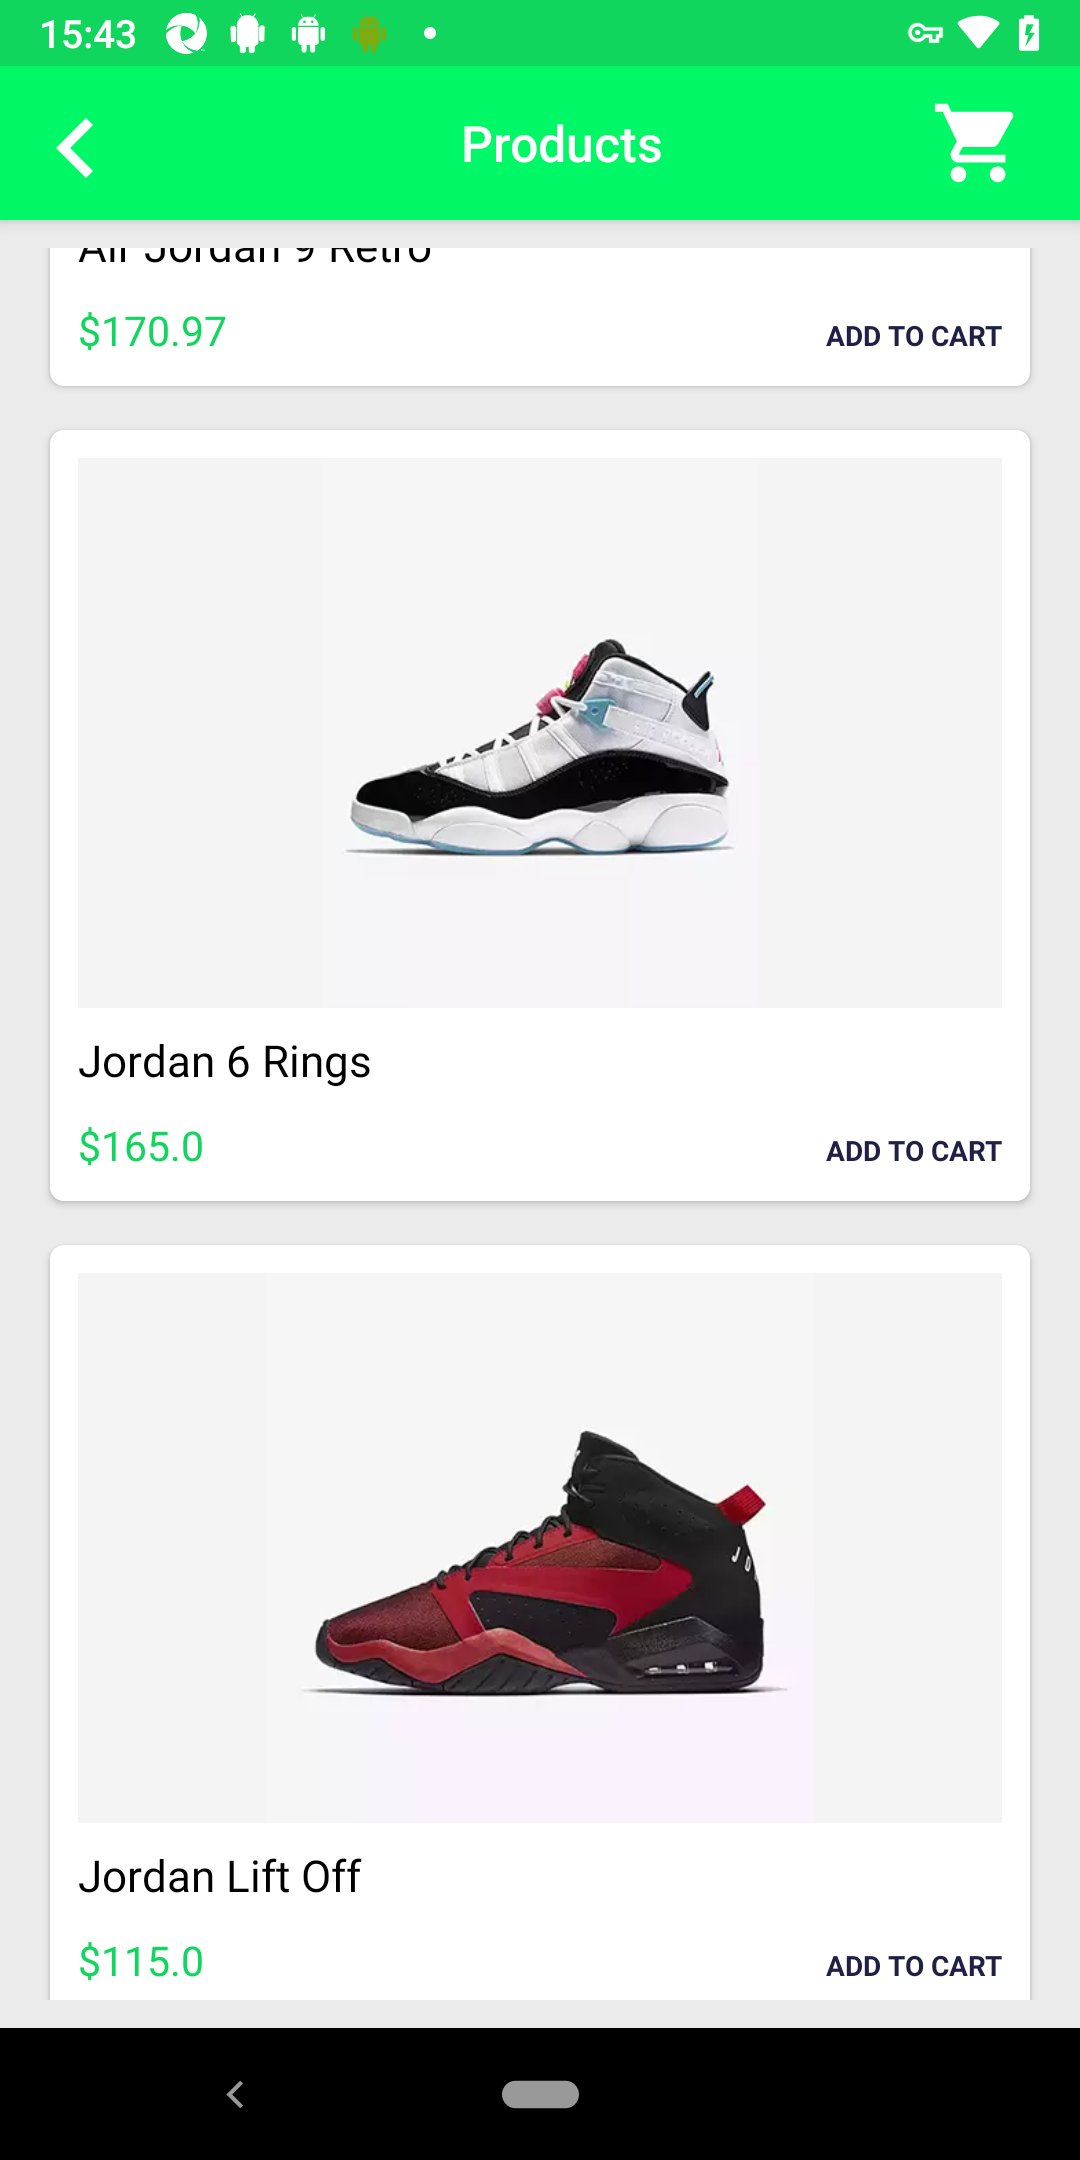 15:43
Products
Air Jordan 9 Retro
$170.97
ADD TO CART
Jordan 6 Rings
$165.0
ADD TO CART
Jordan Lift Off
$115.0
ADD TO CART